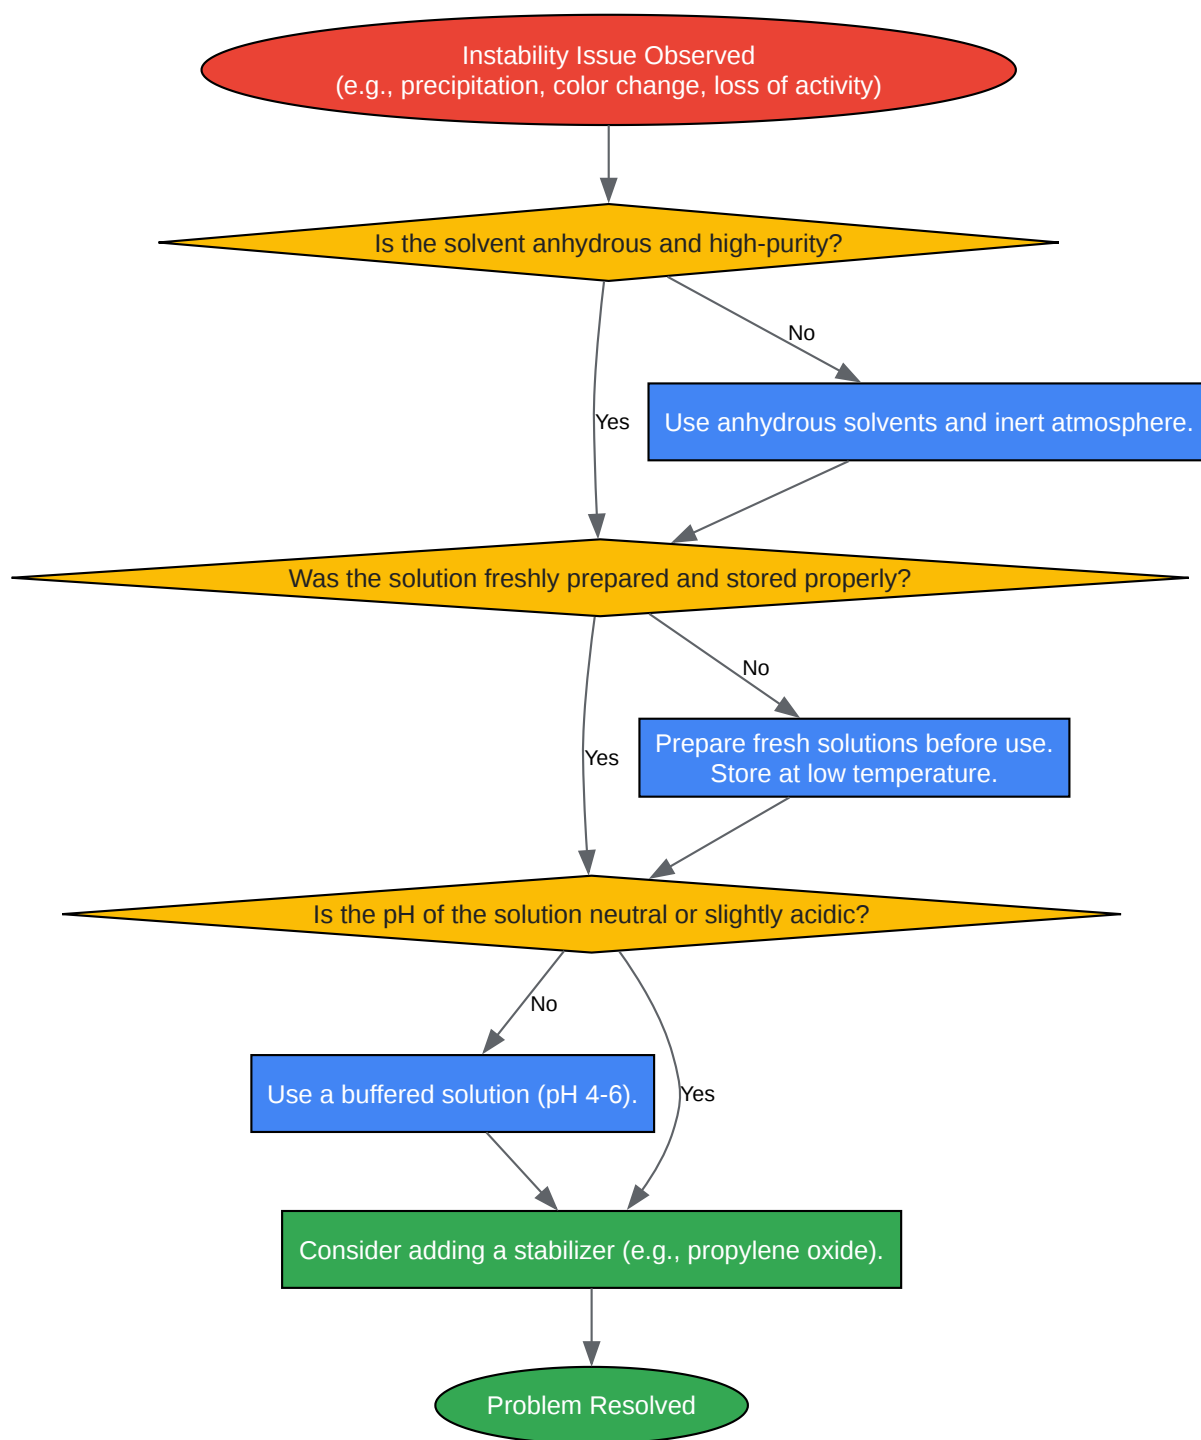 Instability Issue Observed
(e.g., precipitation, color change, loss of activity)
Is the solvent anhydrous and high-purity?
No
Yes
Use anhydrous solvents and inert atmosphere.
Was the solution freshly prepared and stored properly?
No
Yes
Prepare fresh solutions before use.
Store at low temperature.
Is the pH of the solution neutral or slightly acidic?
No
Yes
Use a buffered solution (pH 4-6).
Consider adding a stabilizer (e.g., propylene oxide).
Problem Resolved